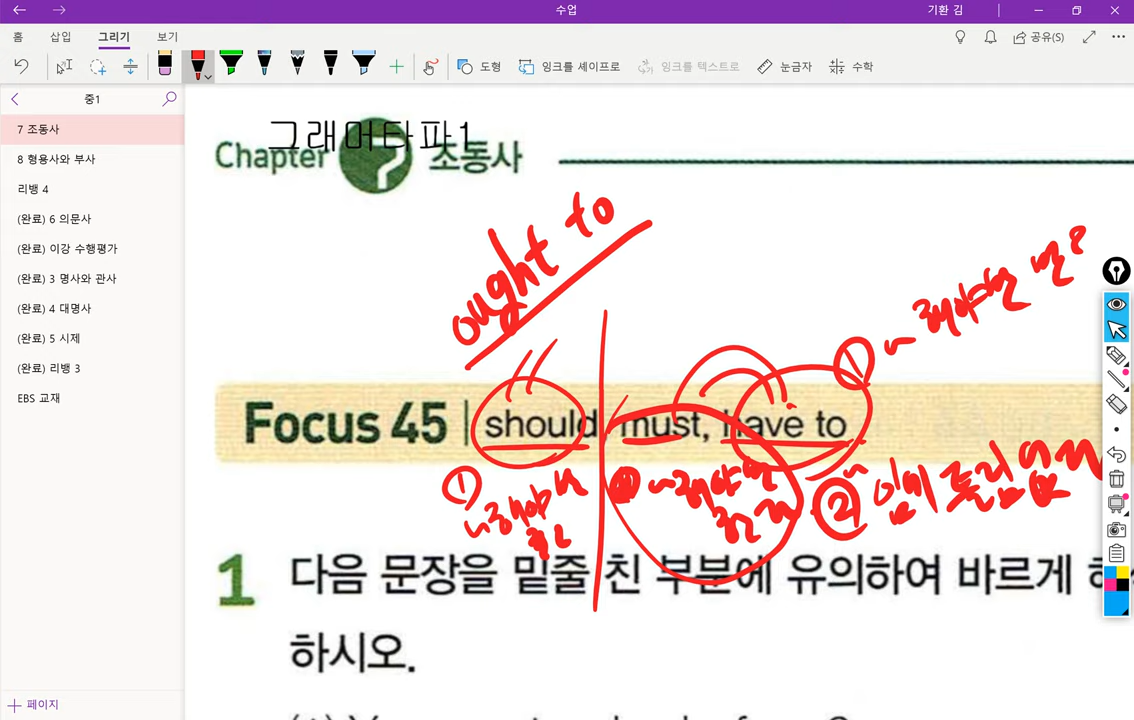 수업
기환 김
홈 삽입 그리기 보기
공유(S)
도형 잉크를 셰이프로 잉크를 텍스트로 눈금자 수학
중1
7 조동사
8 형용사와 부사
리뱅 4
(완료) 6 의문사
(완료) 이강 수행평가
(완료) 3 명사와 관사
(완료) 4 대명사
(완료) 5 시제
(완료) 리뱅 3
EBS 교재
페이지
그래머타파1
Chapter 7 조동사
ought to
Focus 45 | should, must, have to
① ~해야
①
②
1 다음 문장을 밑줄 친 부분에 유의하여 바르게
하시오.